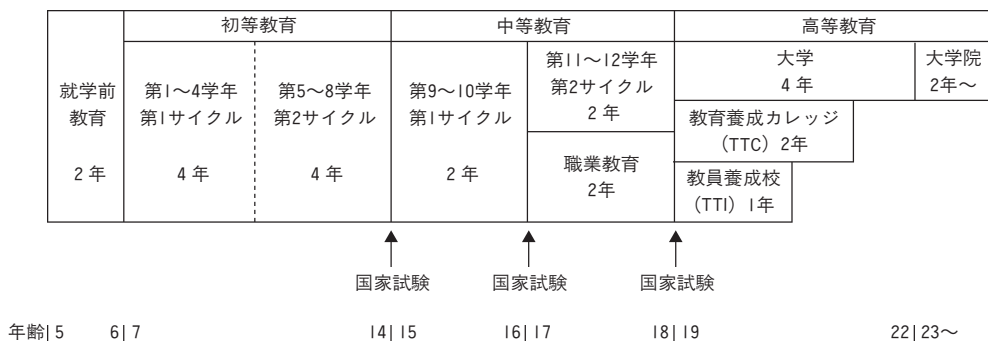 初等教育
中等教育
高等教育
就学前
教育
2 年
第1～4学年
第1サイクル
4 年
第5～8学年
第2サイクル
4 年
第9～10学年
第1サイクル
2 年
第11～12学年
第2サイクル
2 年
職業教育
2年
大学
4 年
大学院
2年～
教育養成カレッジ
（TTC）2年
教員養成校
（TTI）1年
国家試験
国家試験
国家試験
年齢| 5 6| 7 14| 15 16| 17 18| 19 22| 23～